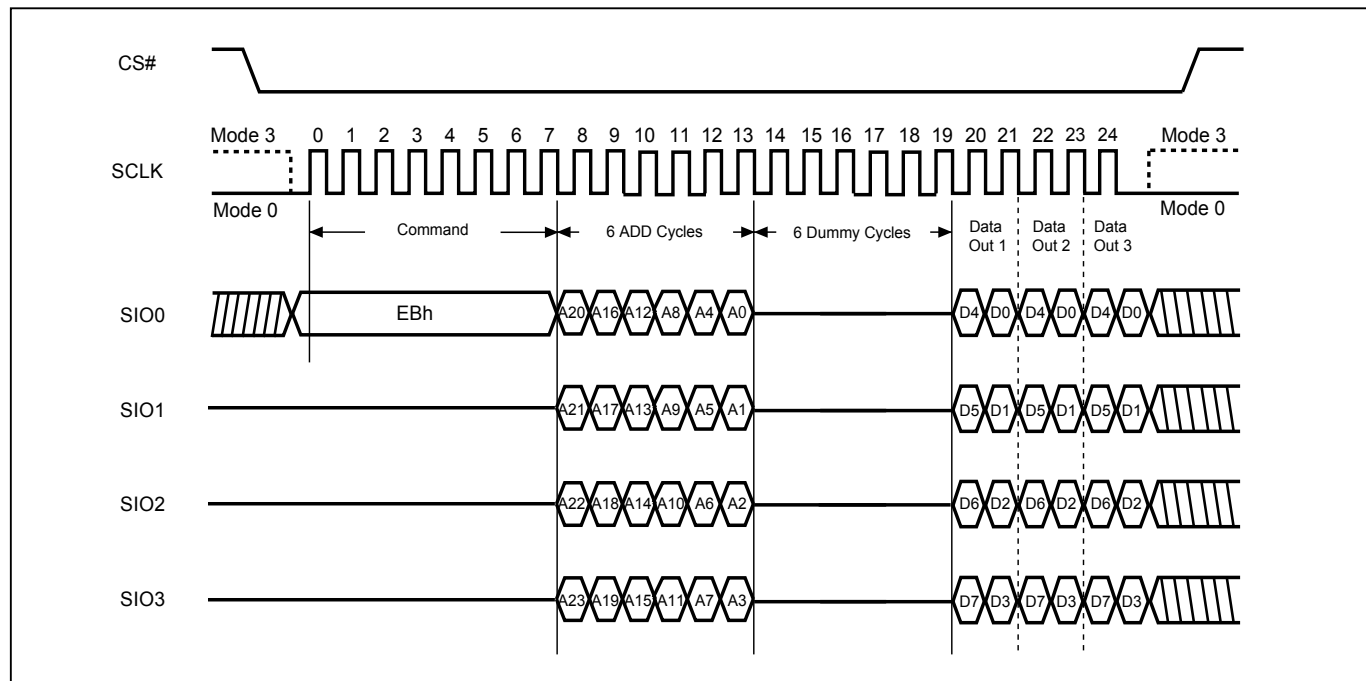 CS#
Mode 3 0 1 2 3 4 5 6 7 8 9 10 11 12 13 14 15 16 17 18 19 20 21 22 23 24 Mode 3
SCLK
Mode 0 Mode 0
Command 6 ADD Cycles 6 Dummy Cycles Data Out 1 Data Out 2 Data Out 3
SIO0 EBh A20 A16 A12 A8 A4 A0 D4 D0 D4 D0 D4 D0
SIO1 A21 A17 A13 A9 A5 A1 D5 D1 D5 D1 D5 D1
SIO2 A22 A18 A14 A10 A6 A2 D6 D2 D6 D2 D6 D2
SIO3 A23 A19 A15 A11 A7 A3 D7 D3 D7 D3 D7 D3